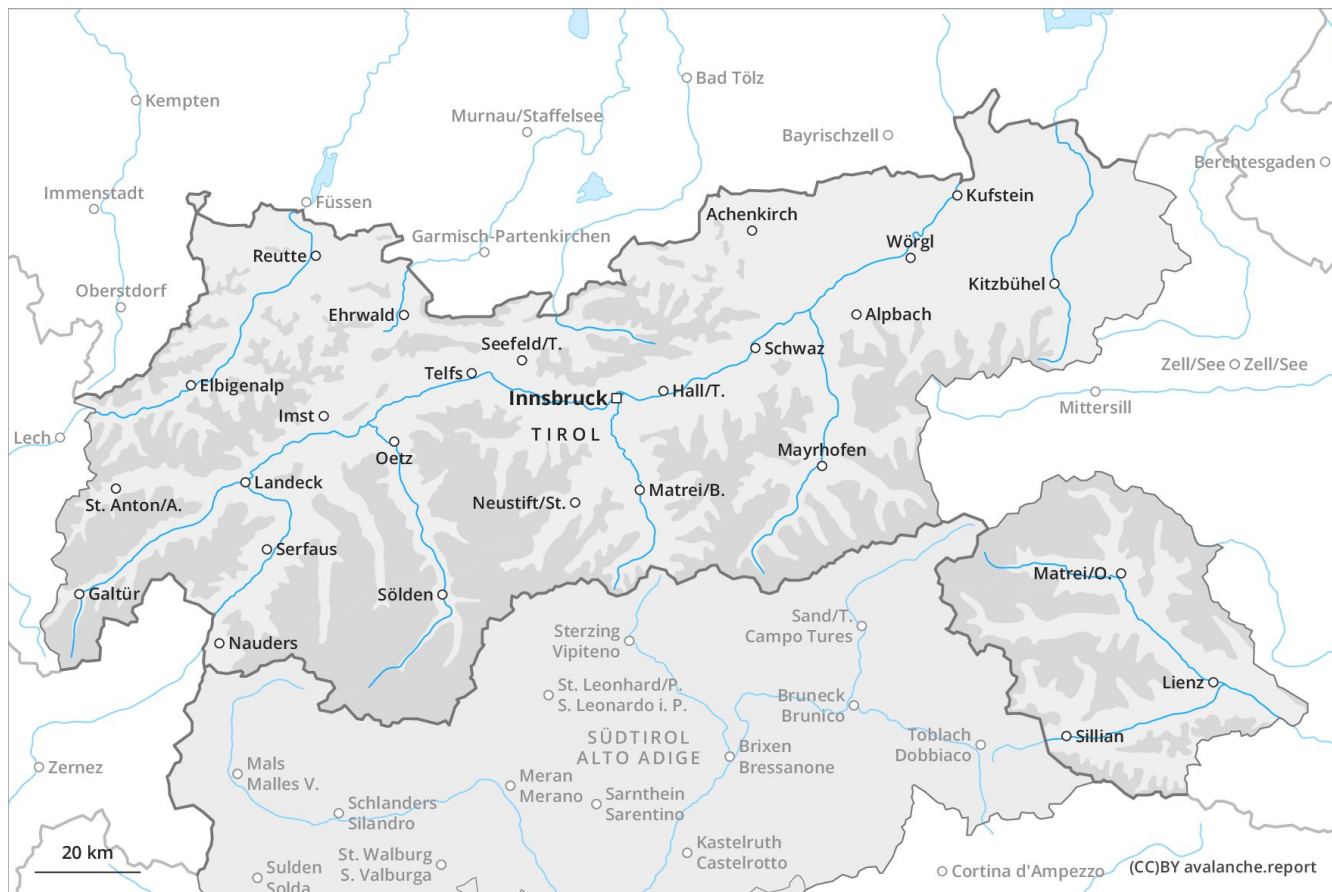 Bad Tölz
Kempten
Murnau/Staffelsee
Bayrischzell
Berchtesgaden
Immenstadt
Füssen
Kufstein
Achenkirch
Garmisch-Partenkirchen
Wörgl
Reutte
Kitzbühel
Oberstdorf
Ehrwald
Alpbach
Seefeld/T.
Schwaz
Zell/See
Zell/See
Telfs
Elbigenalp
Hall/T.
Innsbruck
Mittersill
Imst
Lech
TIROL
Oetz
Mayrhofen
Landeck
Matrei/B.
St. Anton/A.
Neustift/St.
Serfaus
Matrei/O.
Galtür
Sölden
Sand/T.
Campo Tures
Sterzing
Vipiteno
Nauders
Lienz
St. Leonhard/P.
S. Leonardo i. P.
Bruneck
Brunico
Sillian
SÜDTIROL
ALTO ADIGE
Toblach
Dobbiaco
Brixen
Bressanone
Zernez
Mals
Malles V.
Meran
Merano
Sarnthein
Sarentino
Schlanders
Silandro
Kastelruth
Castelrotto
20 km
St. Walburg
S. Valburga
Sulden
Solda
Cortina d'Ampezzo
(CC)BY avalanche.report